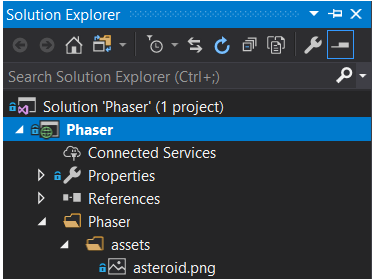 Solution Explorer
Search Solution Explorer (Ctrl+;)
Solution 'Phaser' (1 project)
Phaser
Connected Services
Properties
References
Phaser
assets
asteroid.png